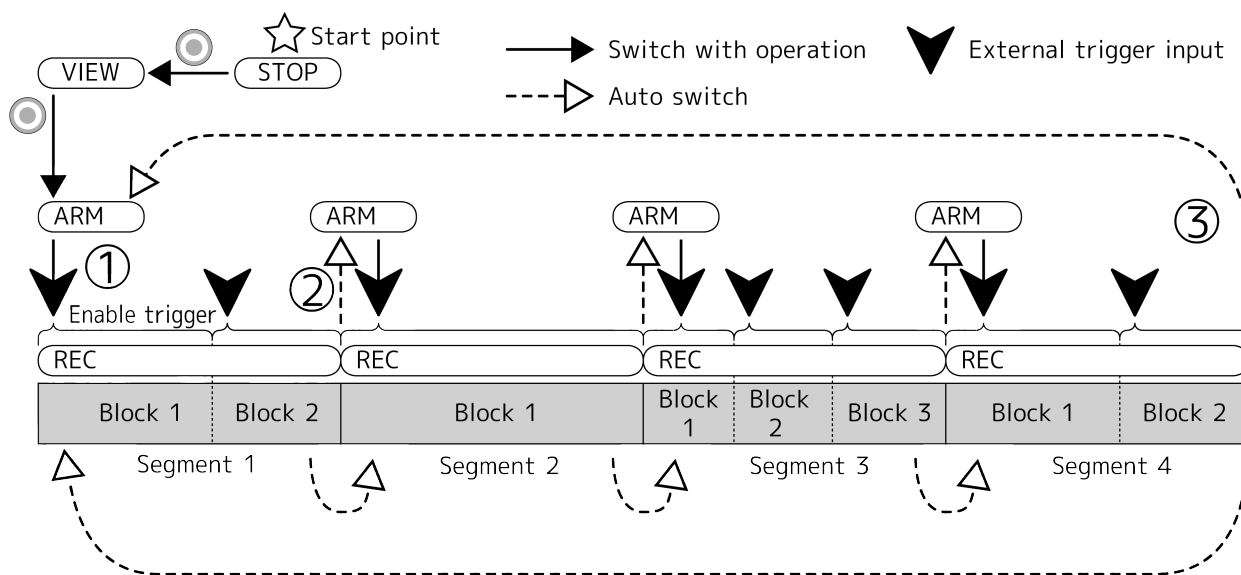 Start point
Switch with operation
External trigger input
VIEW
STOP
Auto switch
ARM
ARM
ARM
ARM
③
①
②
Enable trigger
REC
REC
REC
REC
Block 1
Block 2
Block 1
Block
1
Block
2
Block 3
Block 1
Block 2
Segment 1
Segment 2
Segment 3
Segment 4